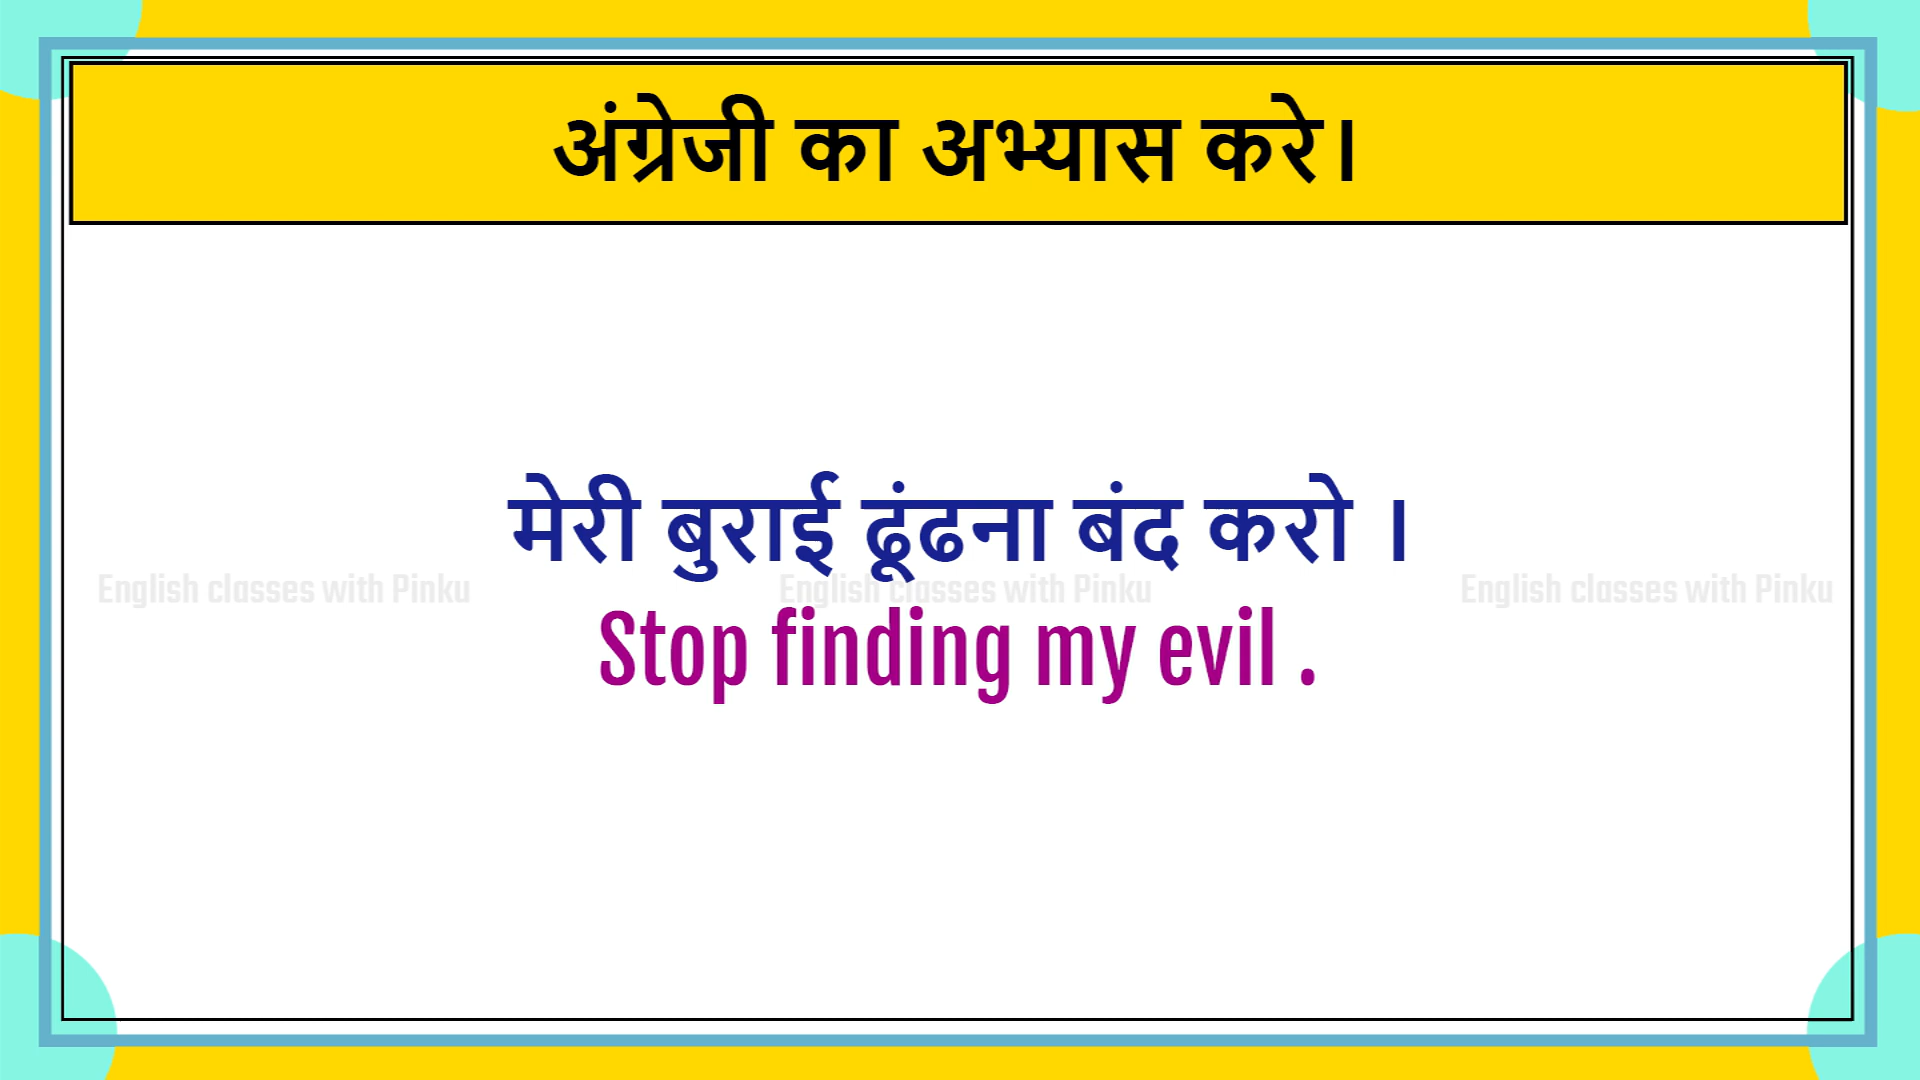 अंग्रेजी का अभ्यास करे।
मेरी बुराई ढूंढना बंद करो ।
English classes with Pinku English classes with Pinku English classes with Pinku
Stop finding my evil .